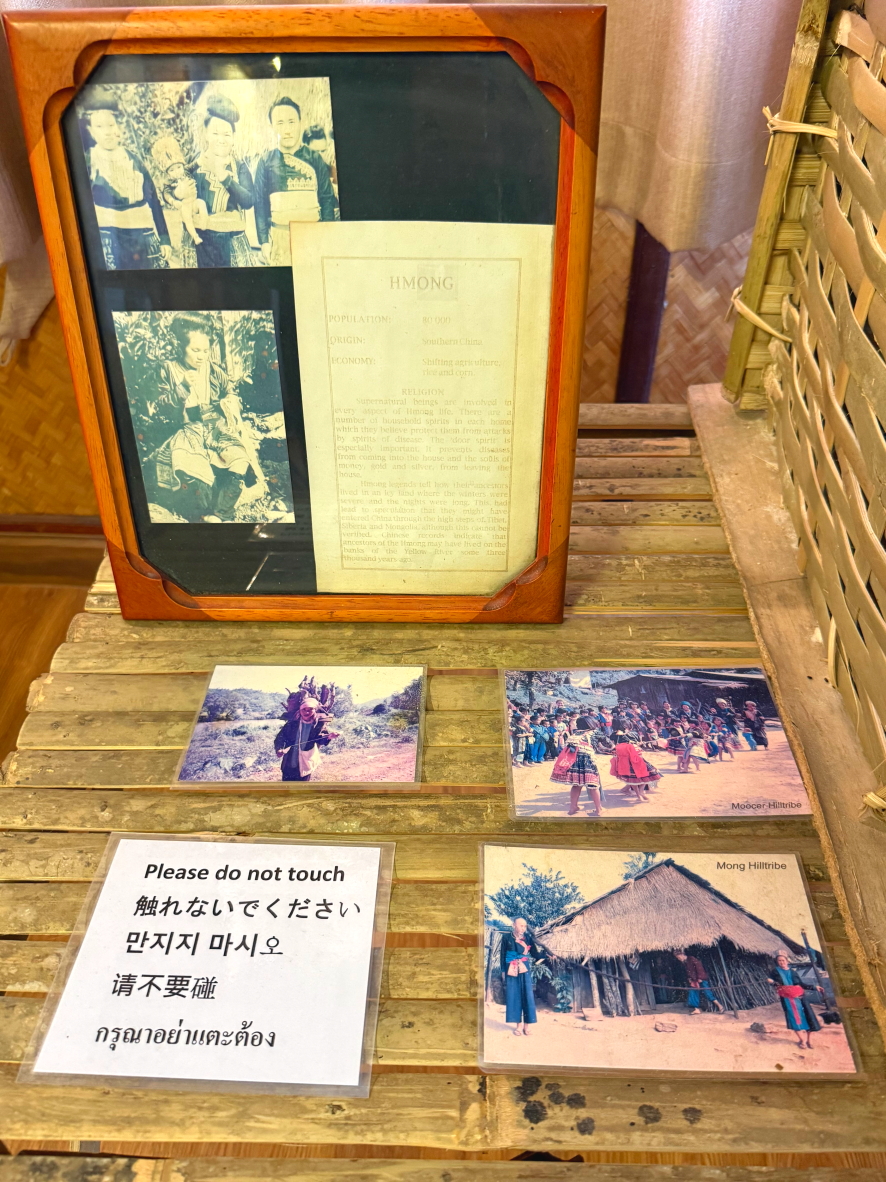 HMONG
POPULATION: 80 000
ORIGIN: Southern China
ECONOMY: Shifting agriculture,
rice and corn.
RELIGION
Supernatural beings are involved in
every aspect of Hmong life. There are a
number of household spirits in each home
which they believe protect them from attacks
by spirits of disease. The door spirit is
especially important, it prevents diseases
from coming into the house and the souls of
money, gold and silver, from leaving the
house.
Hmong legends tell how their ancestors
lived in an icy land where the winters were
severe and the nights were long. This had
lead to speculation that they might have
entered China through the high steps of Tibet,
Siberia and Mongolia, although this cannot be
verified. Chinese records indicate that
ancestors of the Hmong may have lived on the
banks of the Yellow River some three
thousand years ago.
Moocer Hilltribe
Please do not touch
触れないでください
만지지 마시오
请不要碰
กรุณาอย่าแตะต้อง
Mong Hilltribe